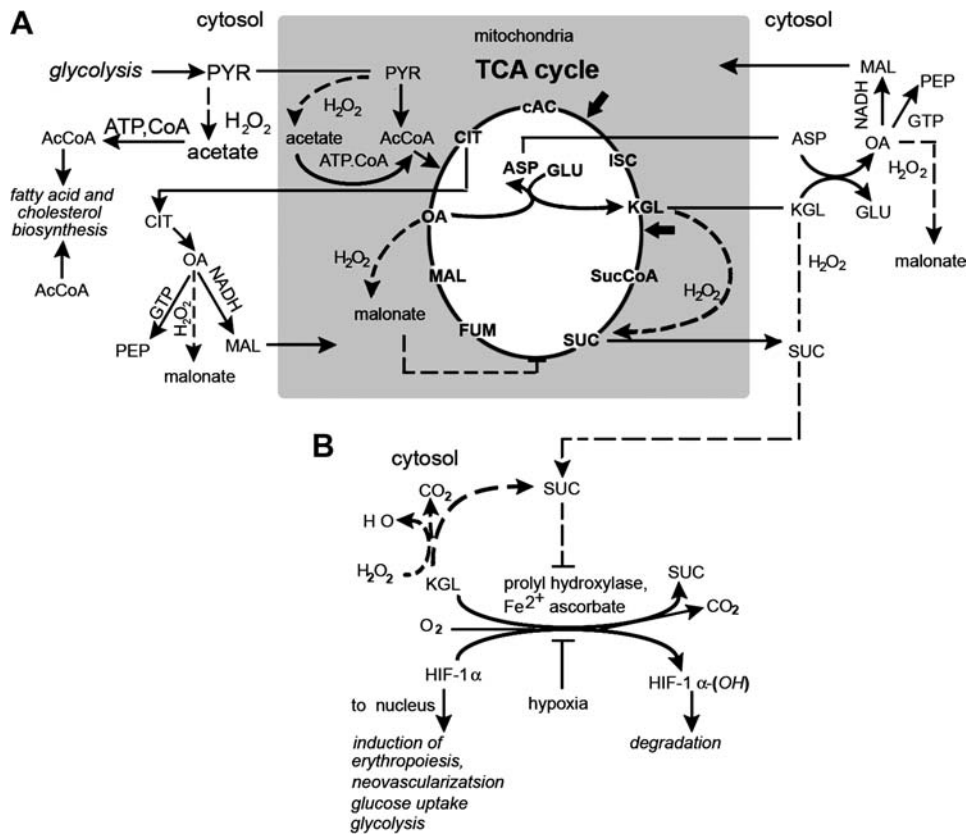 A
cytosol
mitochondria
cytosol
TCA cycle
glycolysis
PYR
PYR
MAL
PEP
NADH
GTP
H2O2
H2O2
cAC
ATP,CoA
AcCoA
acetate
acetate
AcCoA
CIT
ATP.CoA
ISC
ASP
GLU
ASP
OA
H2O2
fatty acid and
cholesterol
biosynthesis
CIT
OA
KGL
KGL
GLU
malonate
AcCoA
OA
H2O2
MAL
SucCoA
H2O2
H2O2
GTP
H2O2
NADH
malonate
FUM
SUC
SUC
PEP
MAL
malonate
B
cytosol
CO2
SUC
H O
H2O2
KGL
prolyl hydroxylase,
Fe2+ ascorbate
SUC
CO2
O2
HIF-1 α
HIF-1 α-(OH)
to nucleus
hypoxia
induction of
erythropoiesis,
neovascularizatsion
glucose uptake
glycolysis
degradation